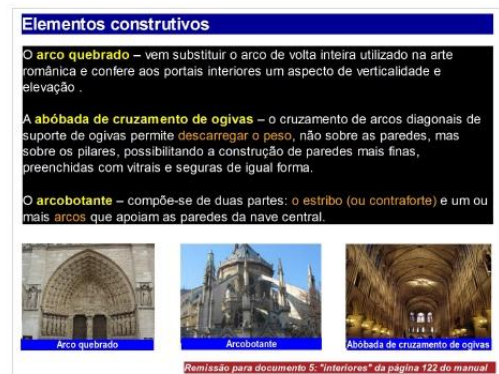 Elementos construtivos
O arco quebrado – vem substituir o arco de volta inteira utilizado na arte
românica e confere aos portais interiores um aspecto de verticalidade e
elevação .
A abóbada de cruzamento de ogivas – o cruzamento de arcos diagonais de
suporte de ogivas permite descarregar o peso, não sobre as paredes, mas
sobre os pilares, possibilitando a construção de paredes mais finas,
preenchidas com vitrais e seguras de igual forma.
O arcobotante – compõe-se de duas partes: o estribo (ou contraforte) e um ou
mais arcos que apoiam as paredes da nave central.
Arco quebrado
Arcobotante
Abóbada de cruzamento de ogivas
Remissão para documento 5: "interiores" da página 122 do manual